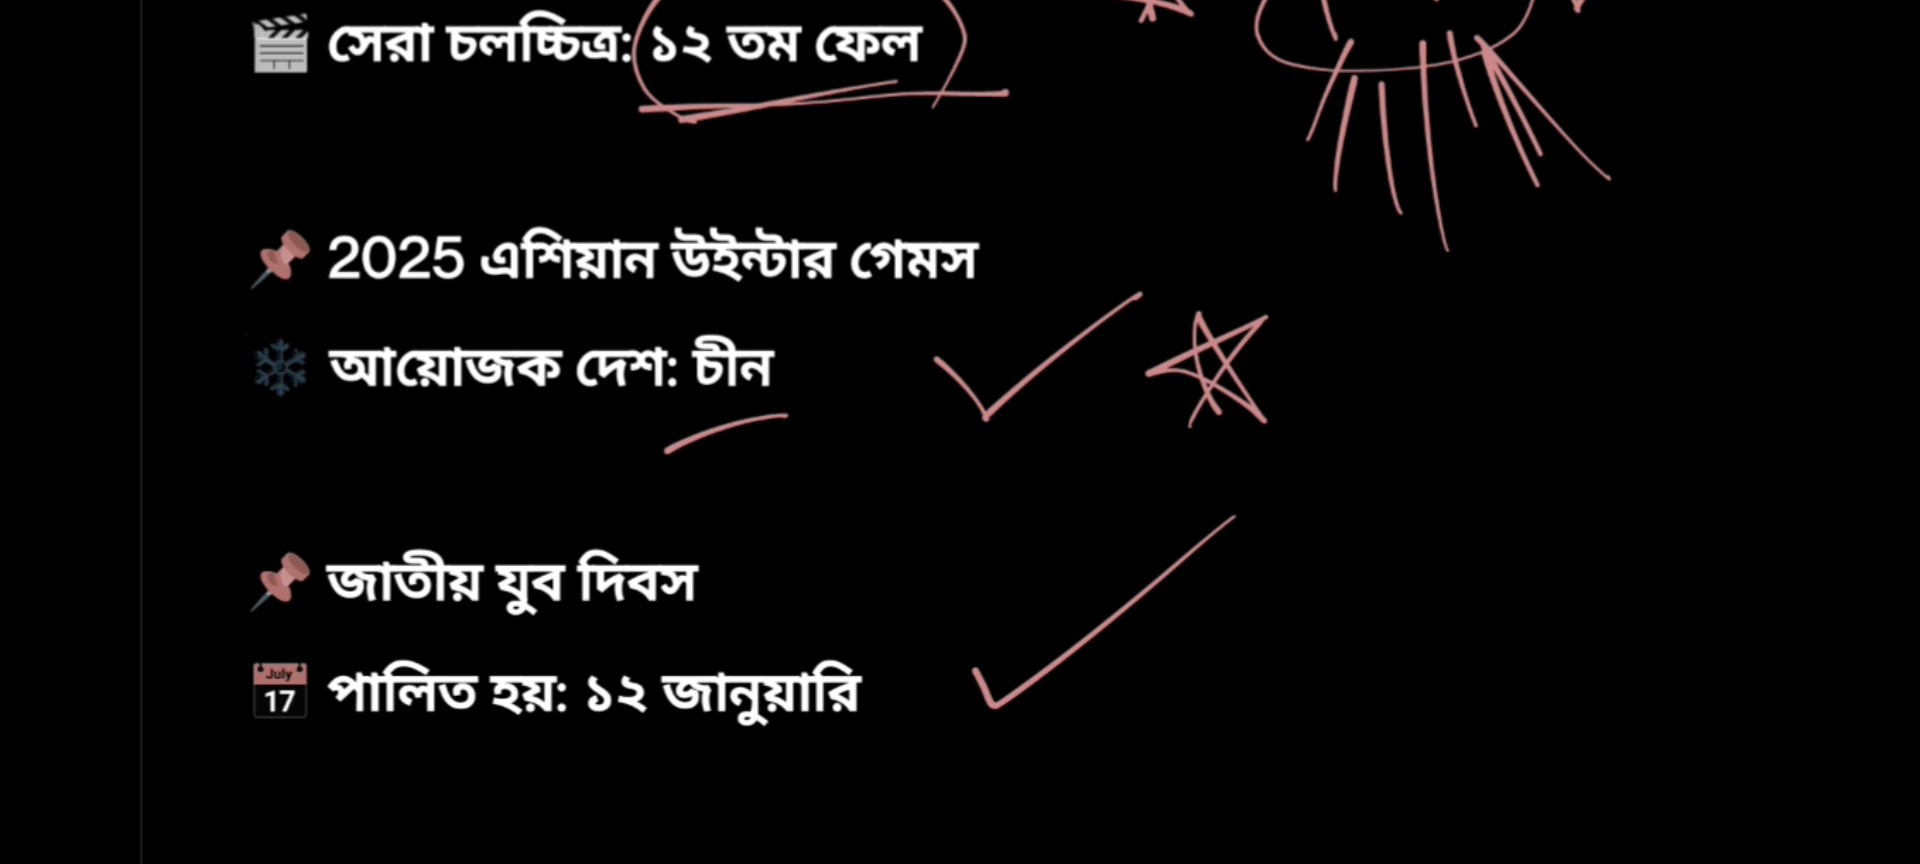 সেরা চলচ্চিত্র: ১২ তম ফেল
2025 এশিয়ান উইন্টার গেমস
আয়োজক দেশ: চীন
জাতীয় যুব দিবস
July
17
পালিত হয়: ১২ জানুয়ারি